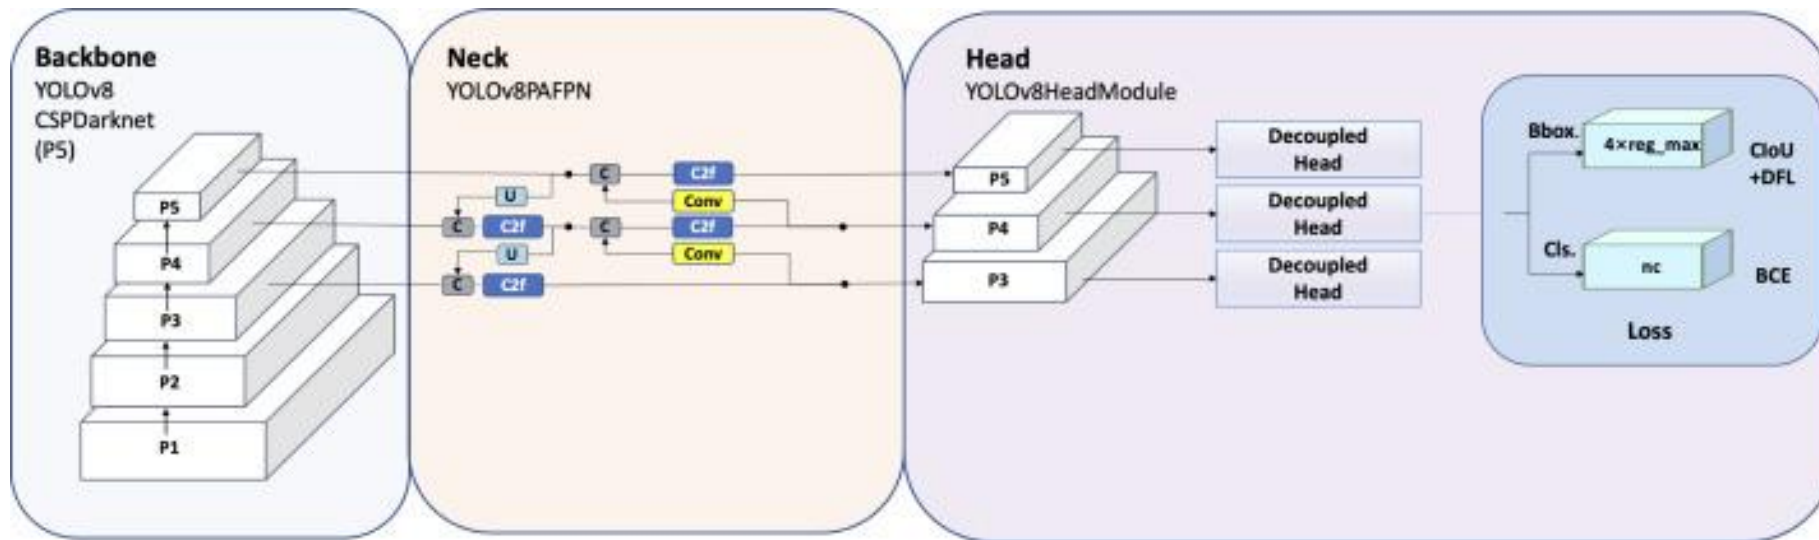 Backbone
YOLOv8
CSPDarknet
(P5)
P5
P4
P3
P2
P1
Neck
YOLOv8PAFPN
C
C2f
U
Conv
C
C2f
C
C2f
U
Conv
C
C2f
Head
YOLOv8HeadModule
P5
P4
P3
Decoupled
Head
Decoupled
Head
Decoupled
Head
Bbox.
4×reg_max
CIoU
+DFL
Cls.
nc
BCE
Loss